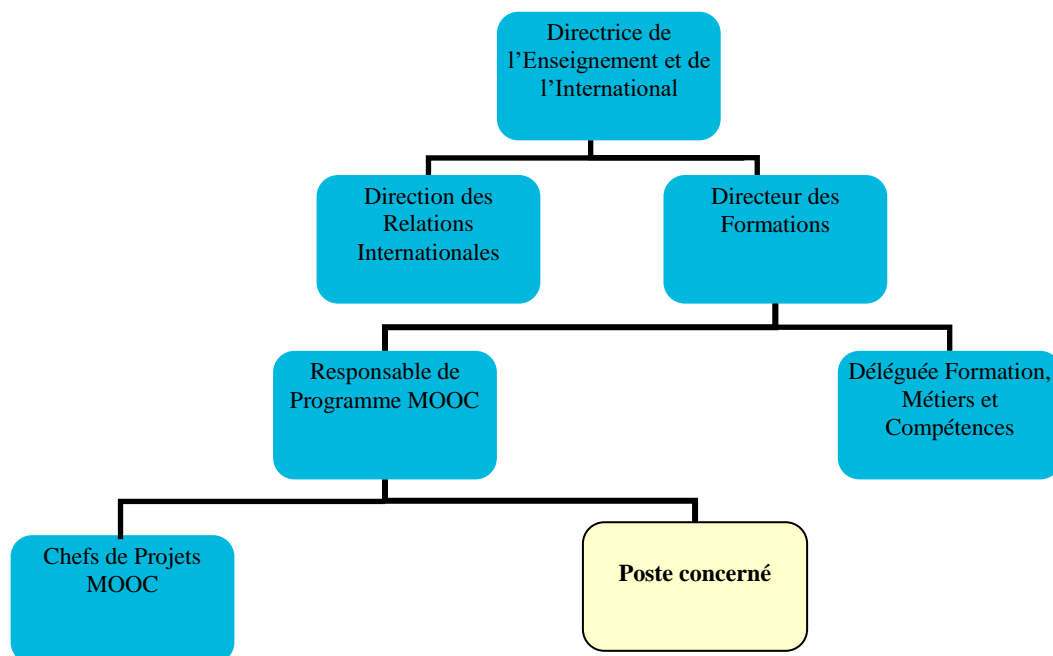 Directrice de
l’Enseignement et de
l’International
Direction des
Relations
Internationales
Directeur des
Formations
Responsable de
Programme MOOC
Déléguée Formation,
Métiers et
Compétences
Chefs de Projets
MOOC
Poste concerné